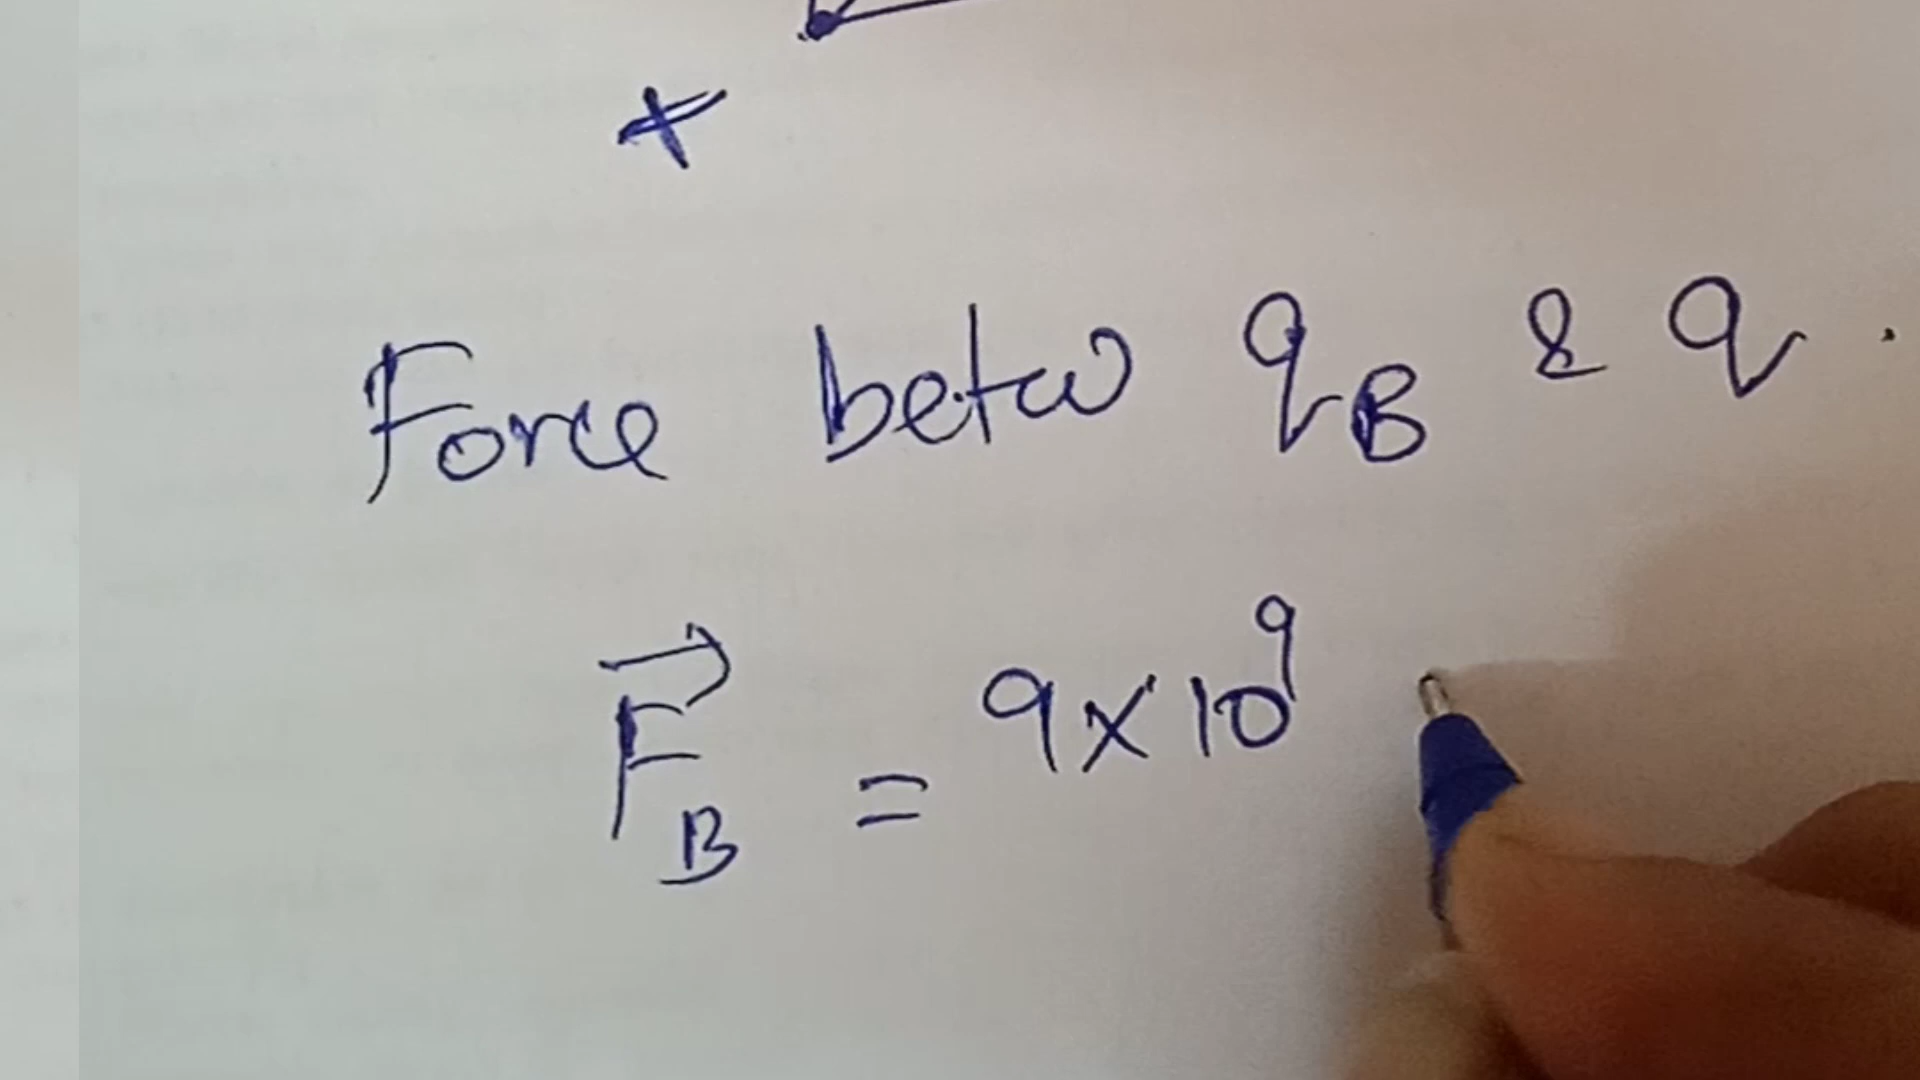 +
Force betw q_B & q.
F⃗_B = 9×10⁹